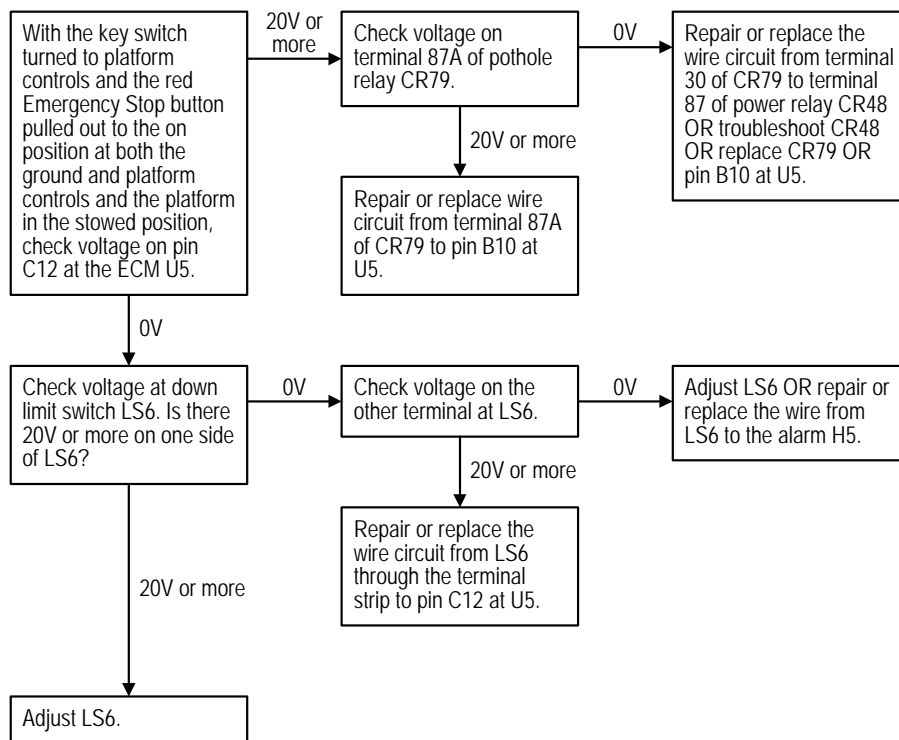 With the key switch
turned to platform
controls and the red
Emergency Stop button
pulled out to the on
position at both the
ground and platform
controls and the platform
in the stowed position,
check voltage on pin
C12 at the ECM U5.
20V or
more
Check voltage on
terminal 87A of pothole
relay CR79.
0V
Repair or replace the
wire circuit from terminal
30 of CR79 to terminal
87 of power relay CR48
OR troubleshoot CR48
OR replace CR79 OR
pin B10 at U5.
20V or more
Repair or replace wire
circuit from terminal 87A
of CR79 to pin B10 at
U5.
0V
Check voltage at down
limit switch LS6. Is there
20V or more on one side
of LS6?
0V
Check voltage on the
other terminal at LS6.
0V
Adjust LS6 OR repair or
replace the wire from
LS6 to the alarm H5.
20V or more
Repair or replace the
wire circuit from LS6
through the terminal
strip to pin C12 at U5.
20V or more
Adjust LS6.